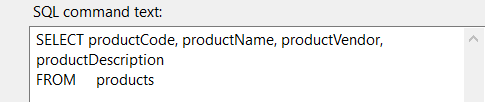 SQL command text:
SELECT productCode, productName, productVendor,
productDescription
FROM     products